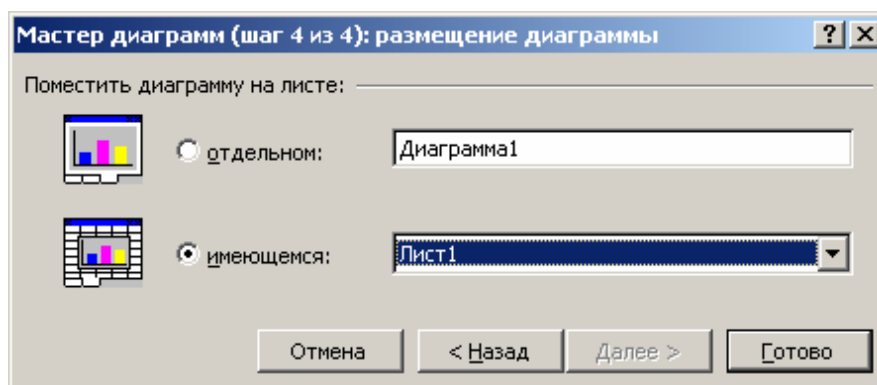 Мастер диаграмм (шаг 4 из 4): размещение диаграммы
Поместить диаграмму на листе:
отдельном: Диаграмма1
имеющемся: Лист1
Отмена < Назад Далее > Готово